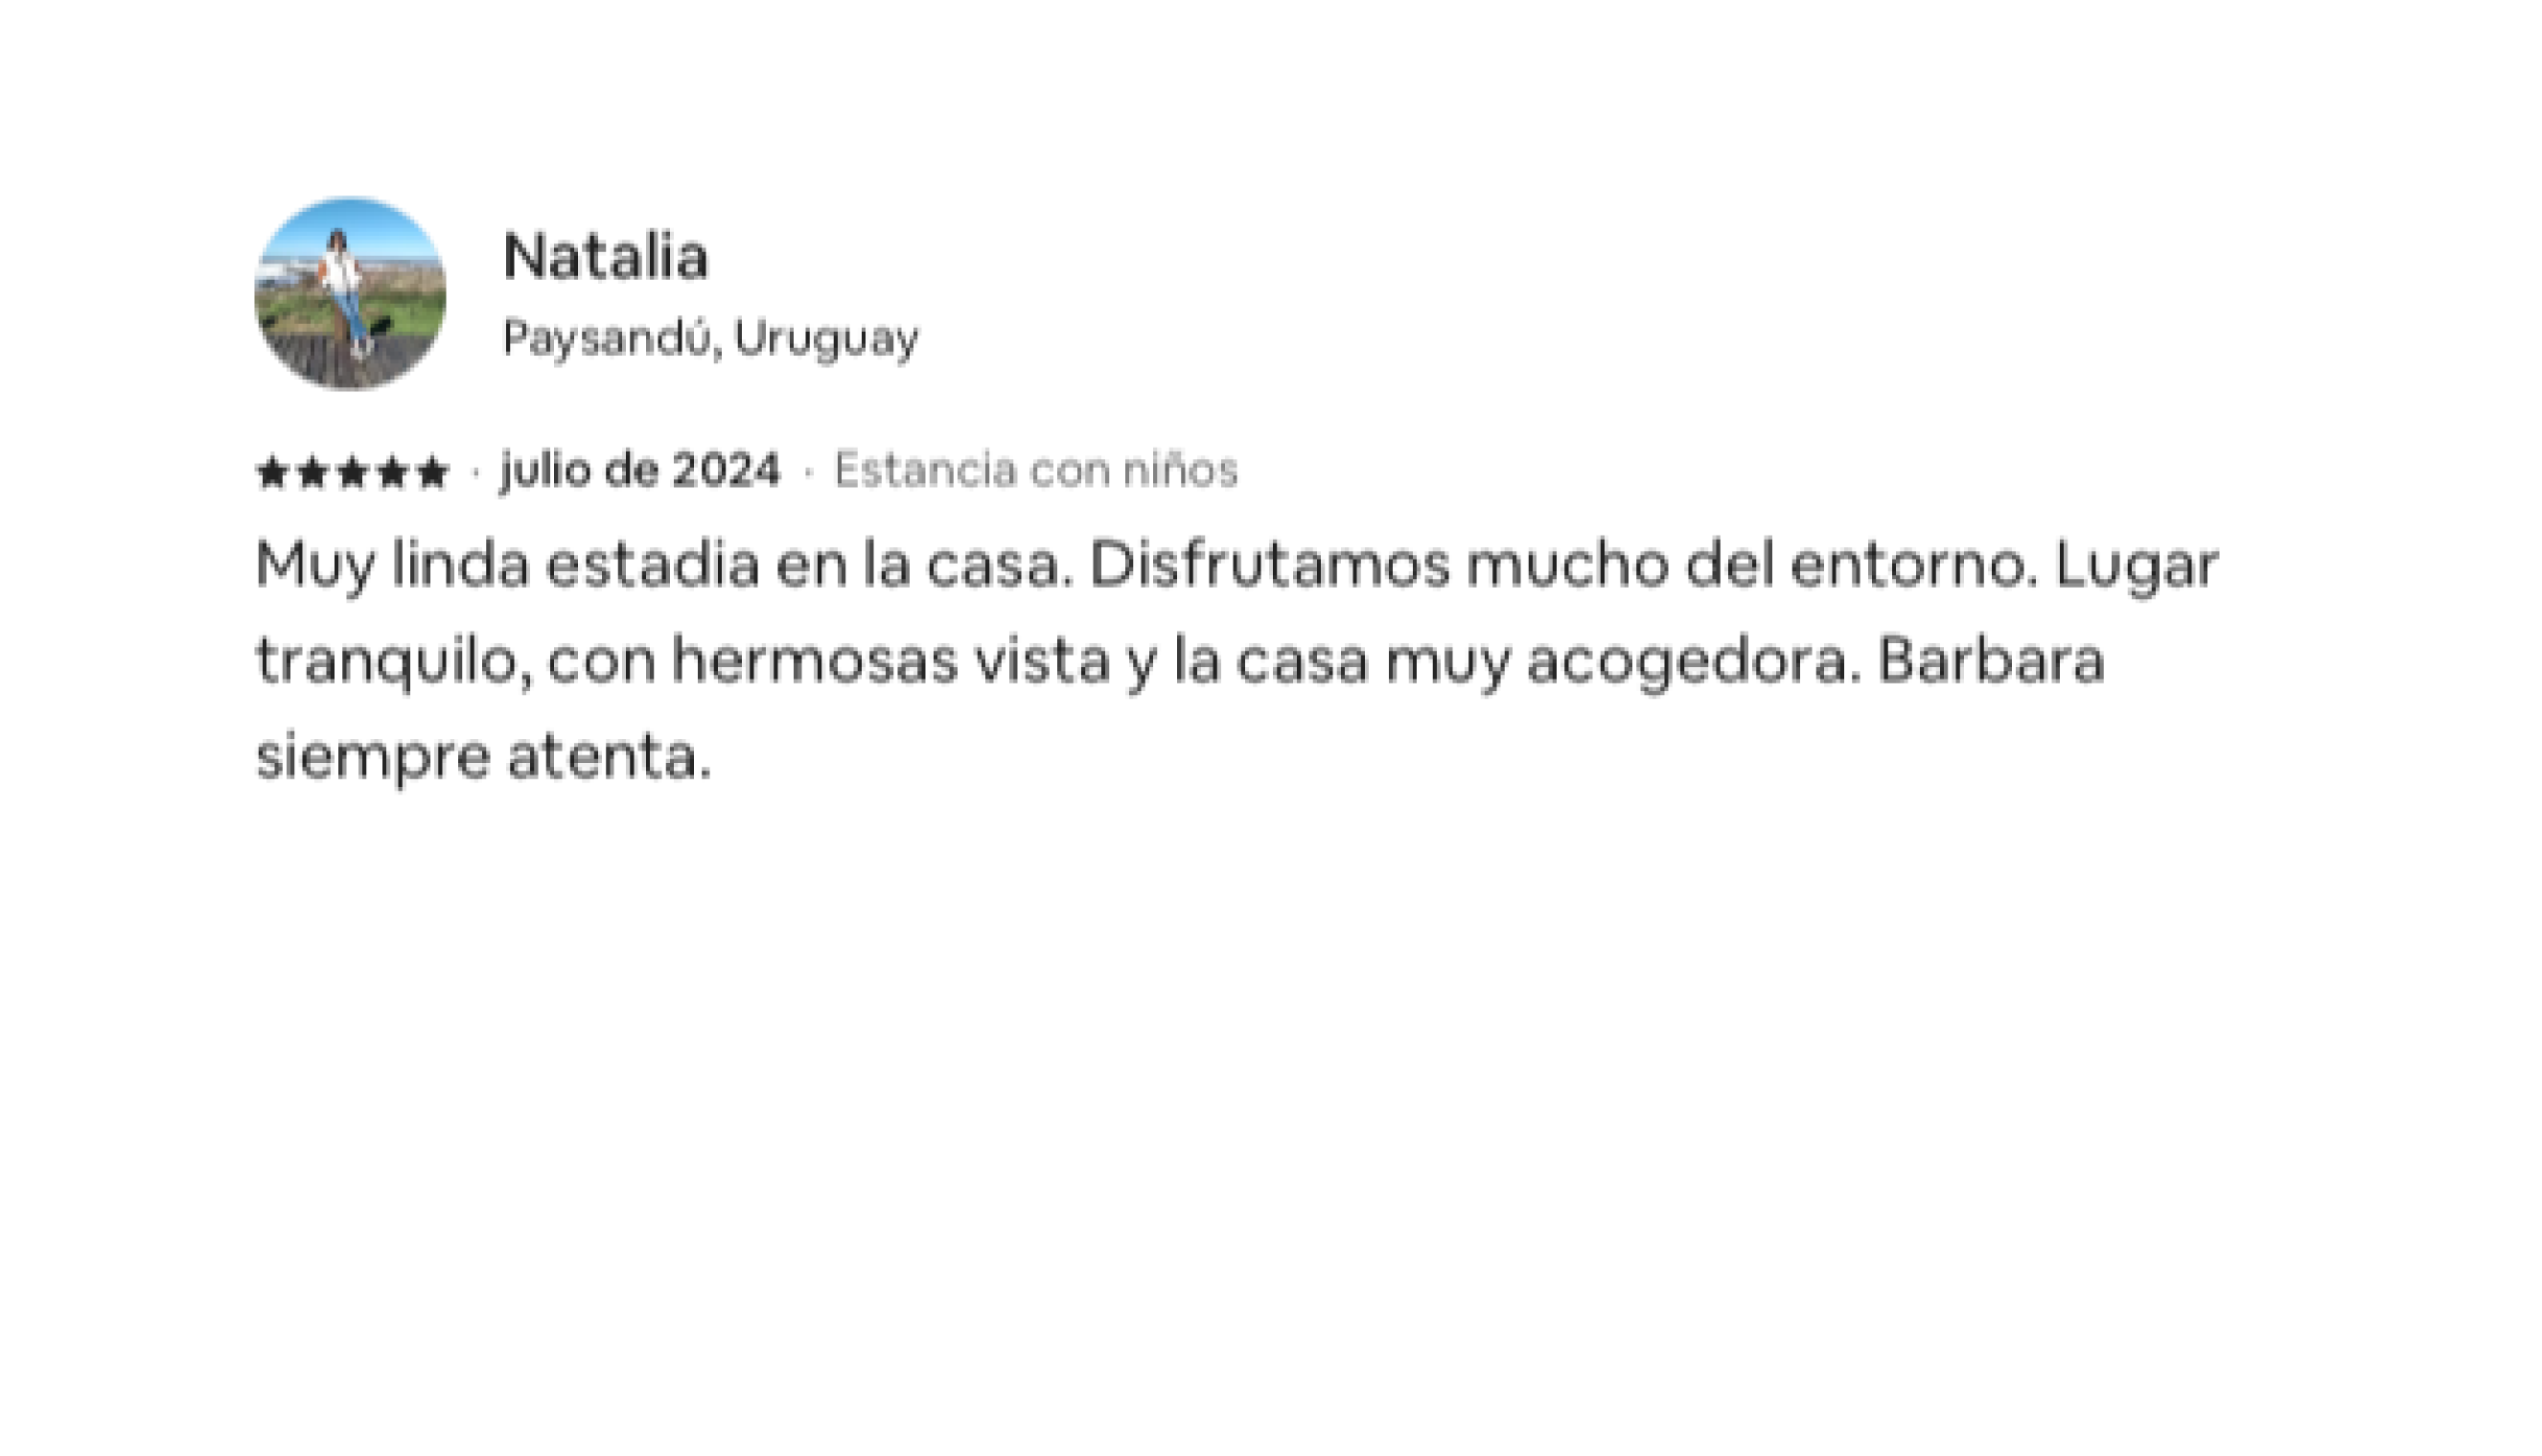 Natalia
Paysandú, Uruguay
★★★★★ · julio de 2024 · Estancia con niños
Muy linda estadia en la casa. Disfrutamos mucho del entorno. Lugar
tranquilo, con hermosas vista y la casa muy acogedora. Barbara
siempre atenta.